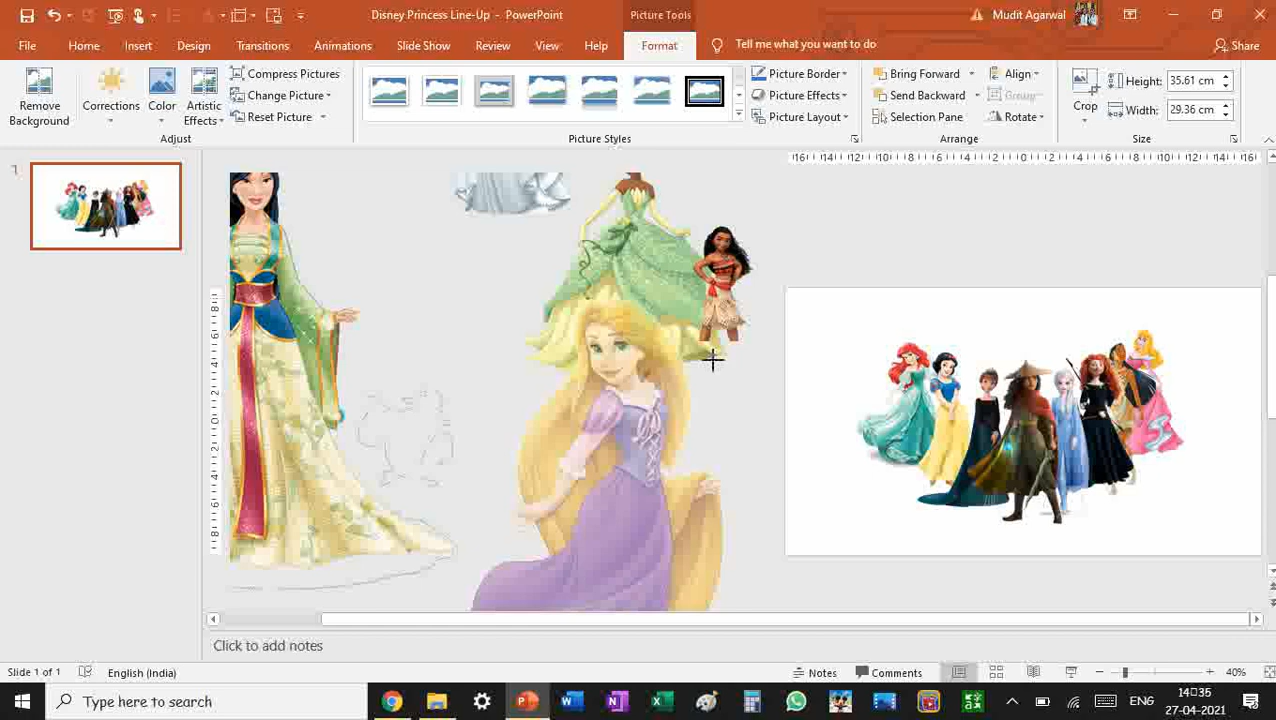 Disney Princess Line-Up - PowerPoint
Picture Tools
Mudit Agarwal
File
Home
Insert
Design
Transitions
Animations
Slide Show
Review
View
Help
Format
Tell me what you want to do
Share
Remove
Background
Corrections
Color
Artistic
Effects
Compress Pictures
Change Picture
Reset Picture
Adjust
Picture Styles
Picture Border
Picture Effects
Picture Layout
Bring Forward
Send Backward
Selection Pane
Align
Group
Rotate
Arrange
Crop
Height: 35.61 cm
Width: 29.36 cm
Size
1
Click to add notes
Slide 1 of 1
English (India)
Notes
Comments
40%
Type here to search
ENG
14:35
27-04-2021